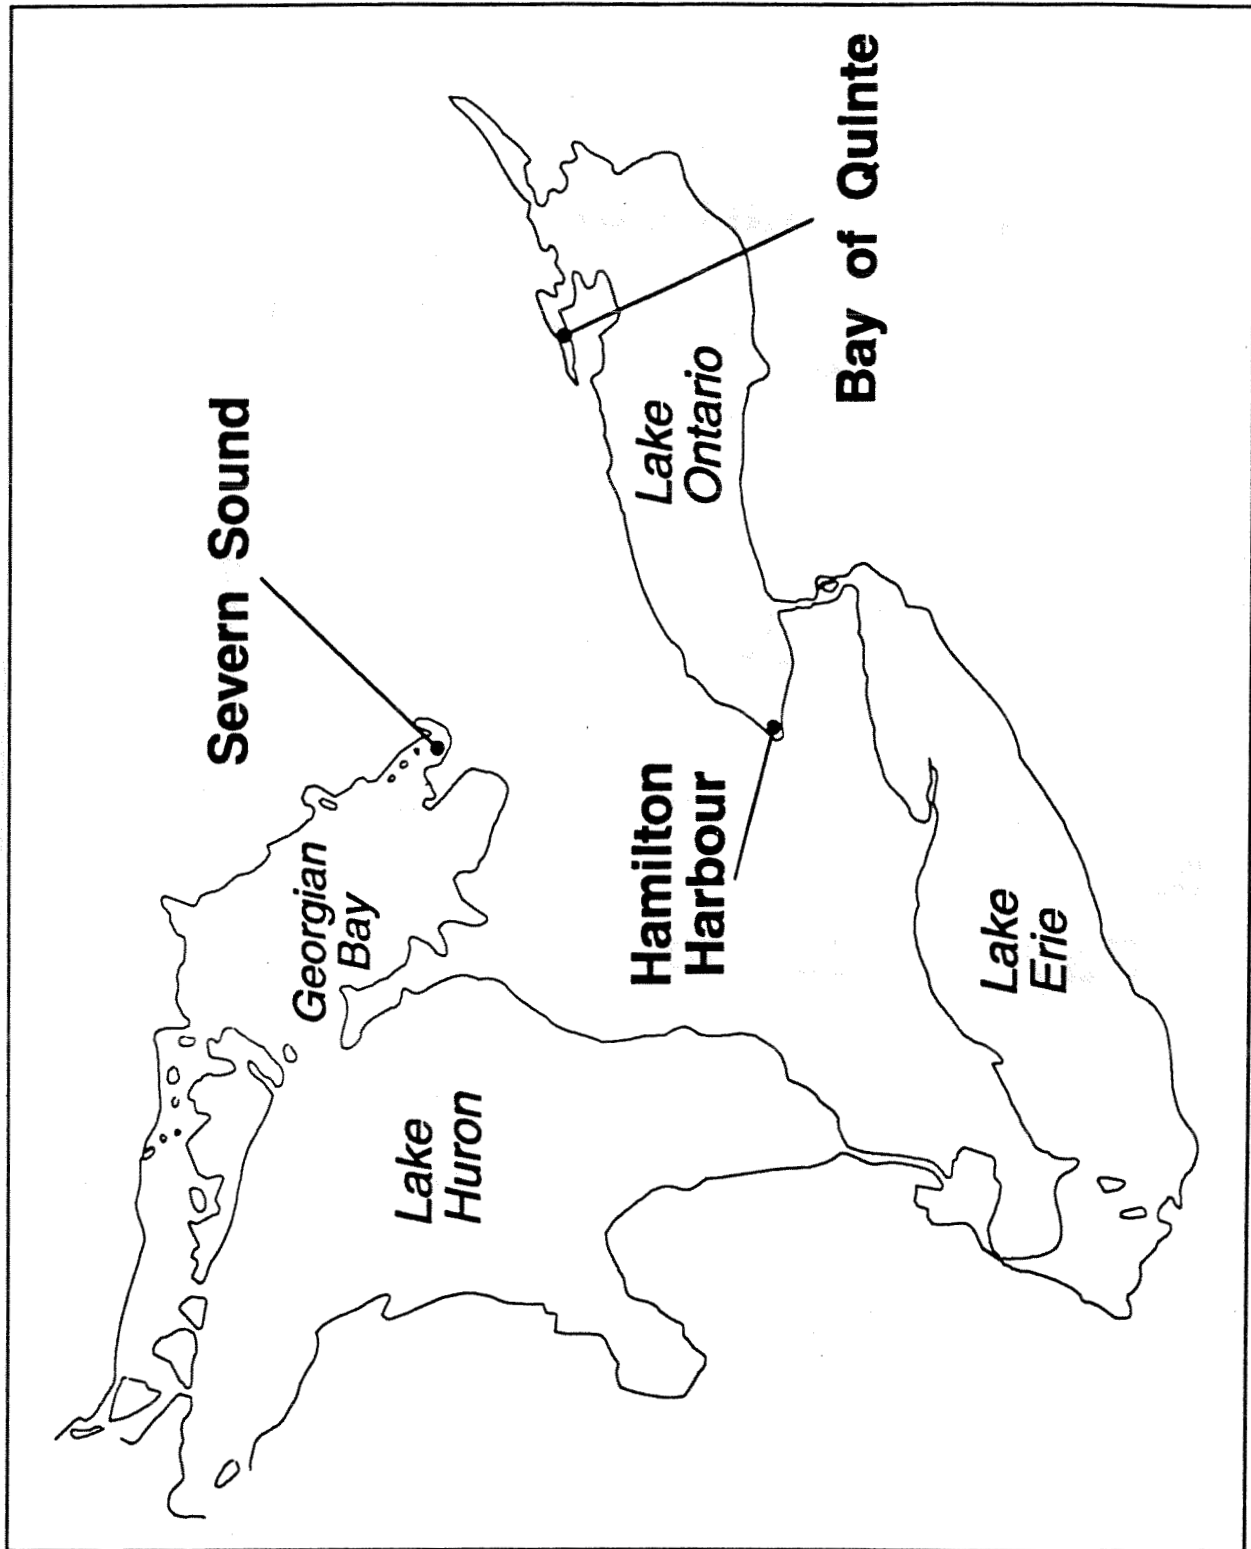 Severn Sound
Georgian
Bay
Lake
Huron
Hamilton
Harbour
Lake
Ontario
Bay of Quinte
Lake
Erie